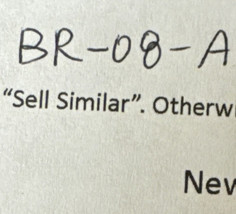 BR-08-A
"Sell Similar". Otherw
Nev